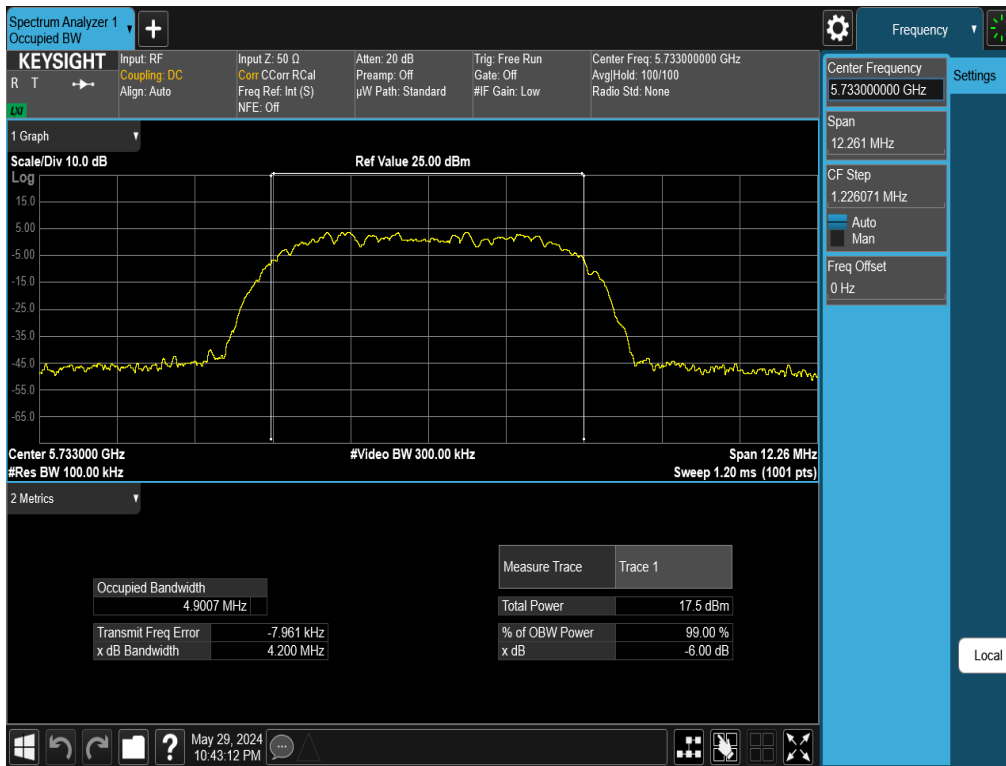 Spectrum Analyzer 1
Occupied BW
Frequency
KEYSIGHT
R T
LXI
Input: RF
Coupling: DC
Align: Auto
Input Z: 50 Ω
Corr CCorr RCal
Freq Ref: Int (S)
NFE: Off
Atten: 20 dB
Preamp: Off
µW Path: Standard
Trig: Free Run
Gate: Off
#IF Gain: Low
Center Freq: 5.733000000 GHz
Avg|Hold: 100/100
Radio Std: None
Center Frequency
5.733000000 GHz
Settings
Span
12.261 MHz
CF Step
1.226071 MHz
Auto
Man
Freq Offset
0 Hz
Local
1 Graph
Scale/Div 10.0 dB
Ref Value 25.00 dBm
Log
15.0
5.00
-5.00
-15.0
-25.0
-35.0
-45.0
-55.0
-65.0
Center 5.733000 GHz
#Video BW 300.00 kHz
Span 12.26 MHz
#Res BW 100.00 kHz
Sweep 1.20 ms (1001 pts)
2 Metrics
Measure Trace Trace 1
Occupied Bandwidth
4.9007 MHz
Total Power 17.5 dBm
Transmit Freq Error -7.961 kHz
% of OBW Power 99.00 %
x dB Bandwidth 4.200 MHz
x dB -6.00 dB
?
May 29, 2024
10:43:12 PM